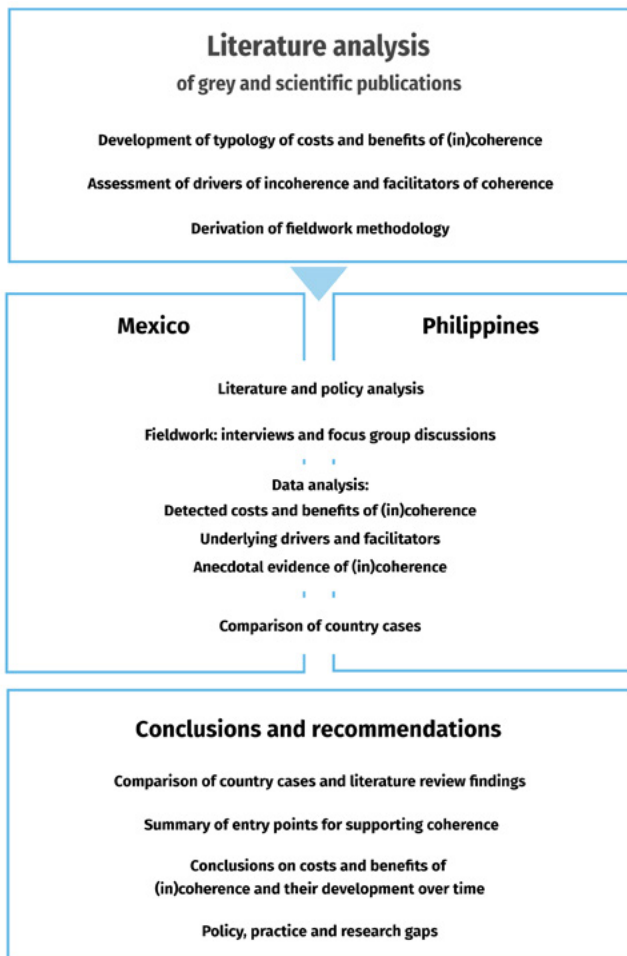 Literature analysis
of grey and scientific publications
Development of typology of costs and benefits of (in)coherence
Assessment of drivers of incoherence and facilitators of coherence
Derivation of fieldwork methodology
Mexico
Philippines
Literature and policy analysis
Fieldwork: interviews and focus group discussions
Data analysis:
Detected costs and benefits of (in)coherence
Underlying drivers and facilitators
Anecdotal evidence of (in)coherence
Comparison of country cases
Conclusions and recommendations
Comparison of country cases and literature review findings
Summary of entry points for supporting coherence
Conclusions on costs and benefits of
(in)coherence and their development over time
Policy, practice and research gaps